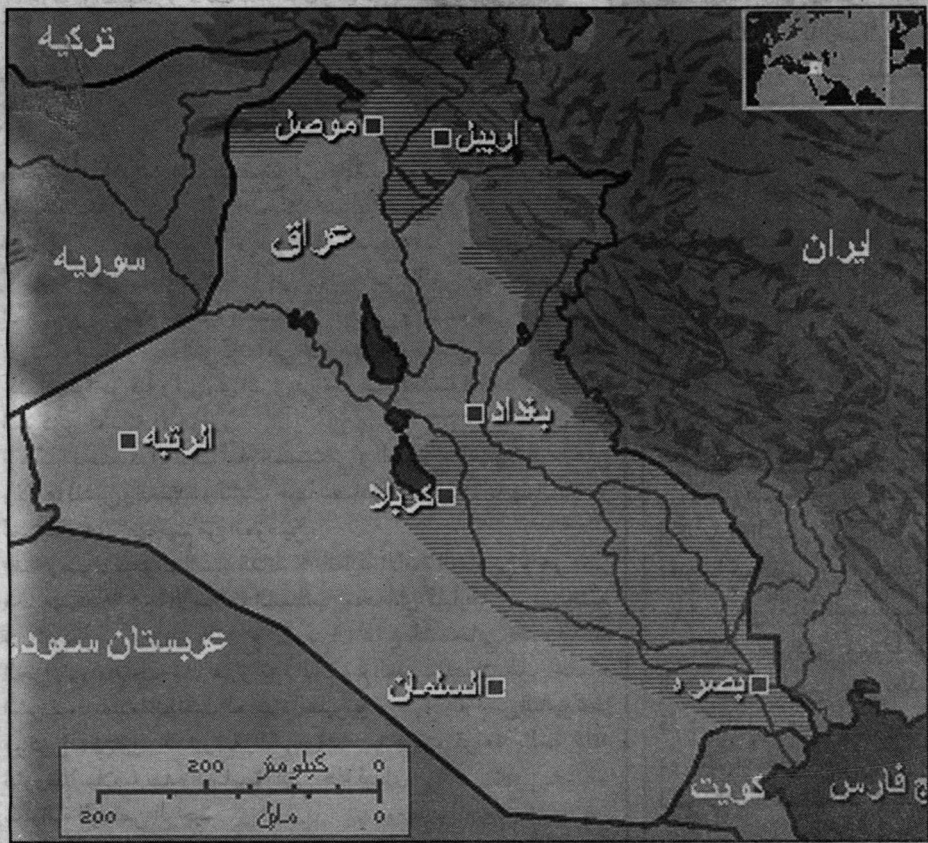 ترکیه
موصل
اربیل
عراق
سوریه
ایران
بغداد
الرتبه
کربلا
عربستان سعودی
السلمان
بصره
کویت
ج فارس
200 کیلومتر 0
200 مایل 0